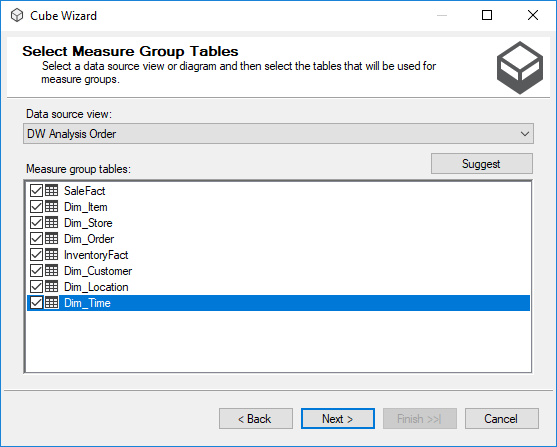 Cube Wizard
Select Measure Group Tables
Select a data source view or diagram and then select the tables that will be used for
measure groups.
Data source view:
DW Analysis Order
Measure group tables:
Suggest
SaleFact
Dim_Item
Dim_Store
Dim_Order
InventoryFact
Dim_Customer
Dim_Location
Dim_Time
< Back
Next >
Finish >>|
Cancel